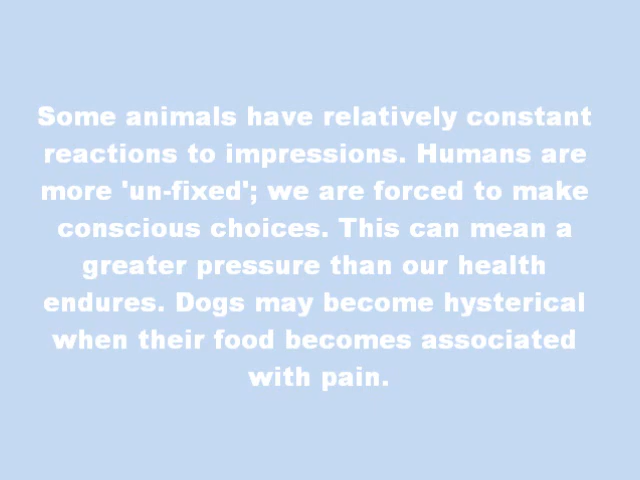 Some animals have relatively constant
reactions to impressions. Humans are
more 'un-fixed'; we are forced to make
conscious choices. This can mean a
greater pressure than our health
endures. Dogs may become hysterical
when their food becomes associated
with pain.